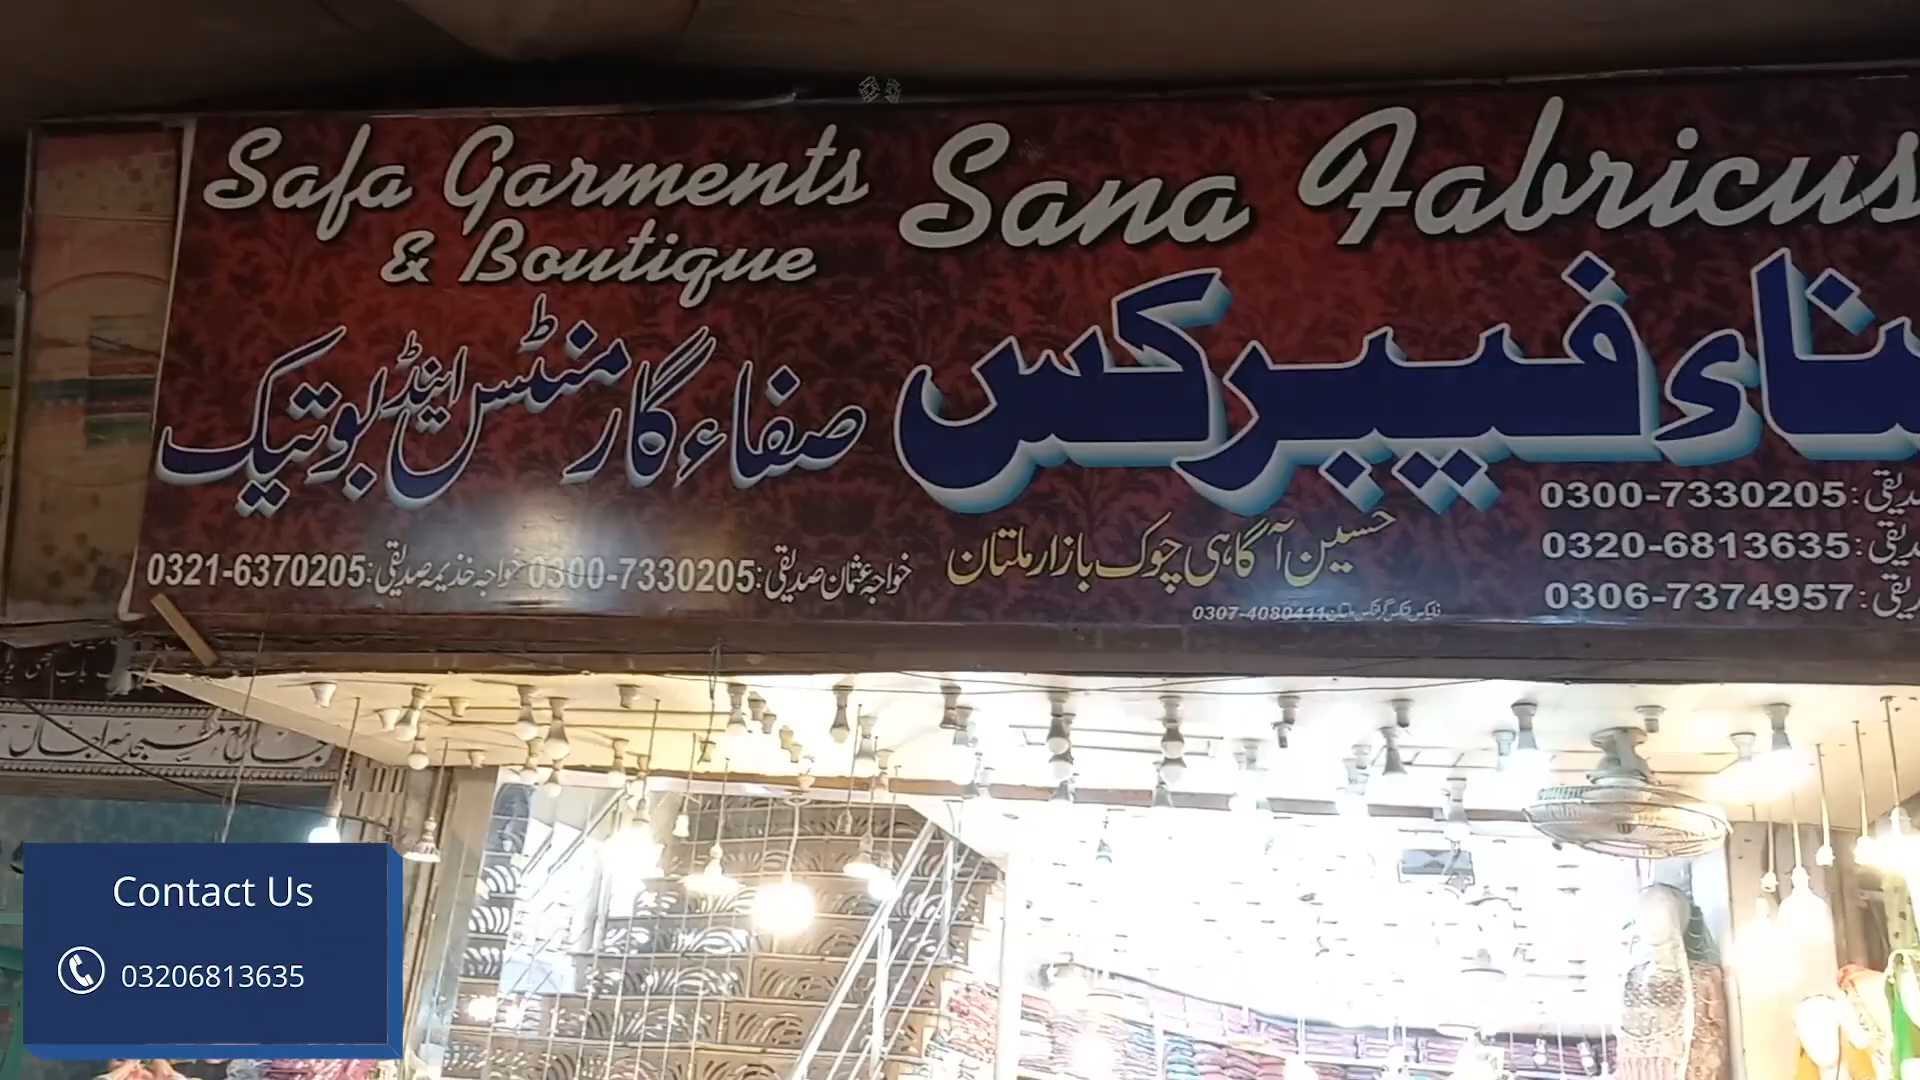 Safa Garments
& Boutique
Sana Fabricus
صفاء گارمنٹس اینڈ بوتیک
ثناء فیبرکس
خواجہ عثمان صدیقی: 0300-7330205 خواجہ خذیمہ صدیقی: 0321-6370205
حسین آگاہی چوک بازار ملتان
صدیقی: 0300-7330205
صدیقی: 0320-6813635
صدیقی: 0306-7374957
0307-4080411
Contact Us
03206813635